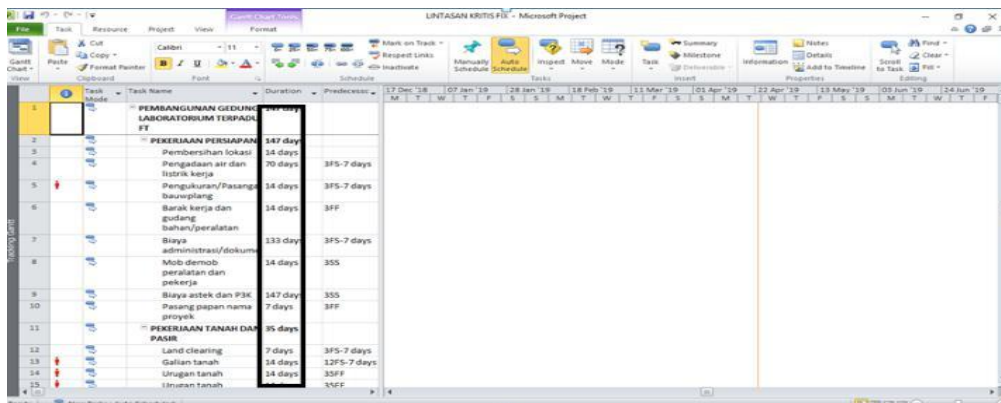 LINTASAN KRITIS FIX - Microsoft Project
Gantt Chart Tools
File Task Resource Project View Format
Gantt Chart
Paste
Cut
Copy
Format Painter
Calibri 11
B I U
Mark on Track
Respect Links
Inactivate
Manually Schedule
Auto Schedule
Inspect Move Mode
Task
Summary
Milestone
Deliverable
Information
Notes
Details
Add to Timeline
Scroll to Task
Find
Clear
Fill
View Clipboard Font Schedule Tasks Insert Properties Editing
Task Mode Task Name Duration Predecessc
17 Dec '18 07 Jan '19 28 Jan '19 18 Feb '19 11 Mar '19 01 Apr '19 22 Apr '19 13 May '19 03 Jun '19 24 Jun '19
1 PEMBANGUNAN GEDUNG LABORATORIUM TERPADU FT 147 day
2 PEKERJAAN PERSIAPAN 147 day
3 Pembersihan lokasi 14 days
4 Pengadaan air dan listrik kerja 70 days 3FS-7 days
5 Pengukuran/Pasanga bauwplang 14 days 3FS-7 days
6 Barak kerja dan gudang bahan/peralatan 14 days 3FF
7 Biaya administrasi/dokume 133 day 3FS-7 days
8 Mob demob peralatan dan pekerja 14 days 3SS
9 Biaya astek dan P3K 147 day 3SS
10 Pasang papan nama proyek 7 days 3FF
11 PEKERJAAN TANAH DAN PASIR 35 days
12 Land clearing 7 days 3FS-7 days
13 Galian tanah 14 days 12FS-7 days
14 Urugan tanah 14 days 35FF
15 Urugan tanah 35FF
Tracking Gantt